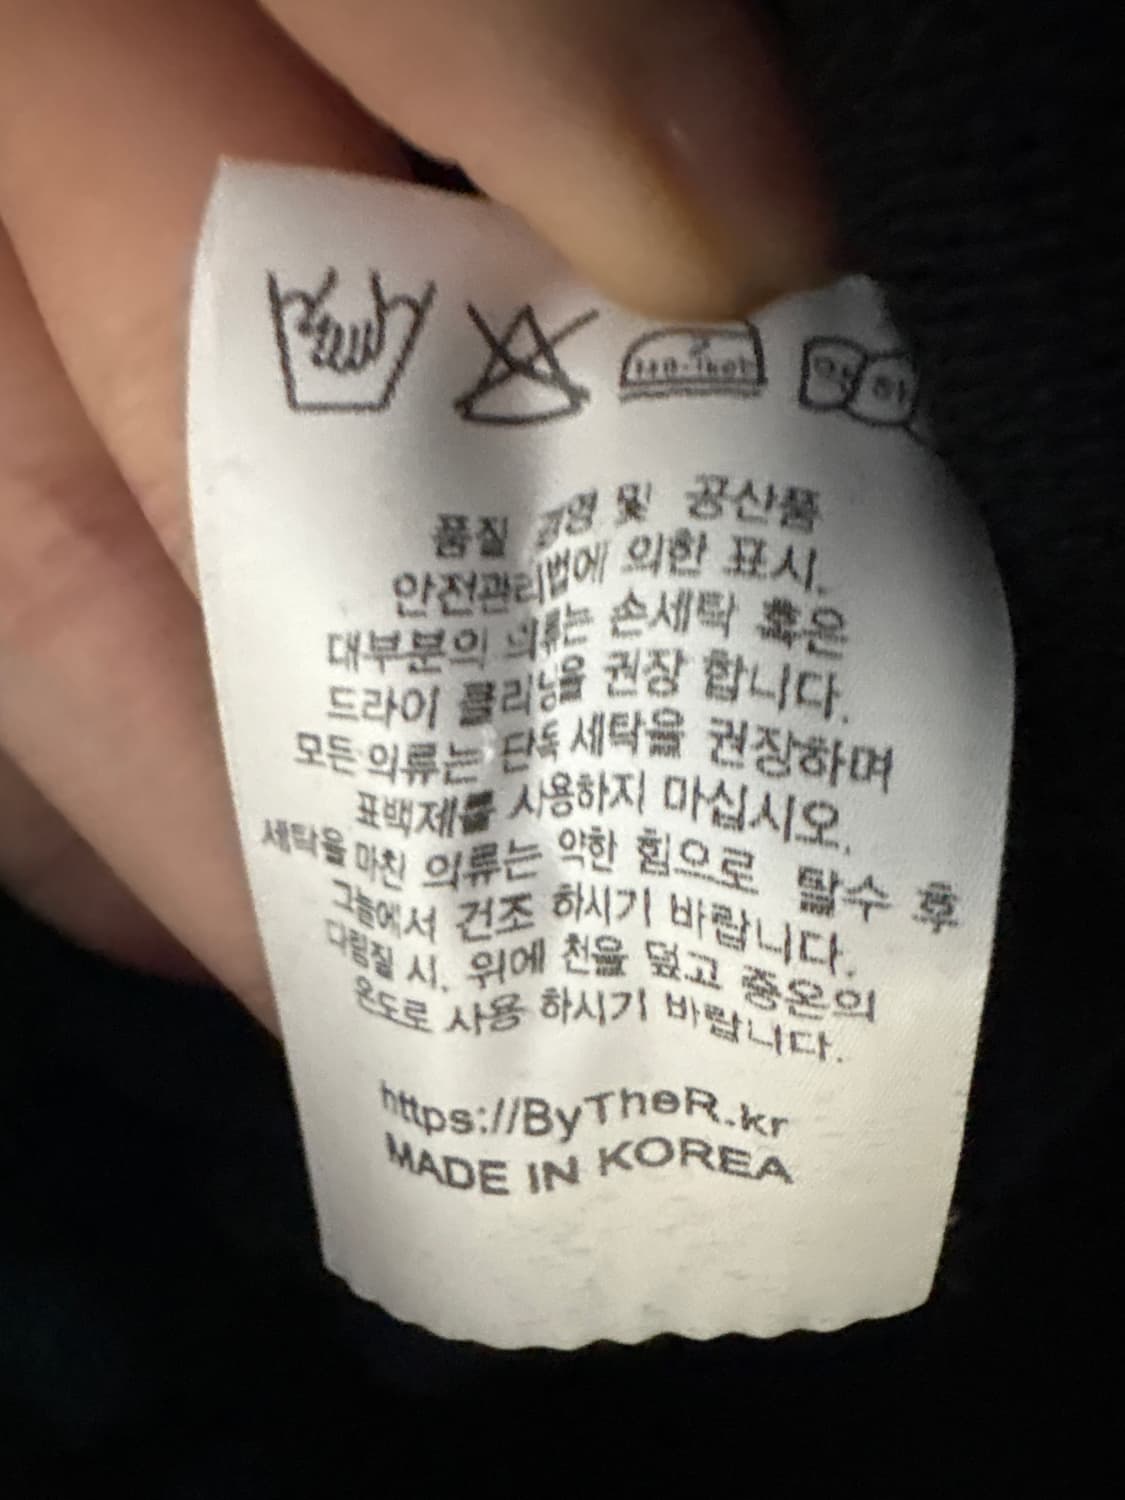 품질 경영 및 공산품
안전관리법에 의한 표시.
대부분의 의류는 손세탁 혹은
드라이 클리닝을 권장 합니다.
모든 의류는 단독 세탁을 권장하며
표백제를 사용하지 마십시오.
세탁을 마친 의류는 약한 힘으로 탈수 후
그늘에서 건조 하시기 바랍니다.
다림질 시, 위에 천을 덮고 중온의
온도로 사용 하시기 바랍니다.
https://ByTheR.kr
MADE IN KOREA